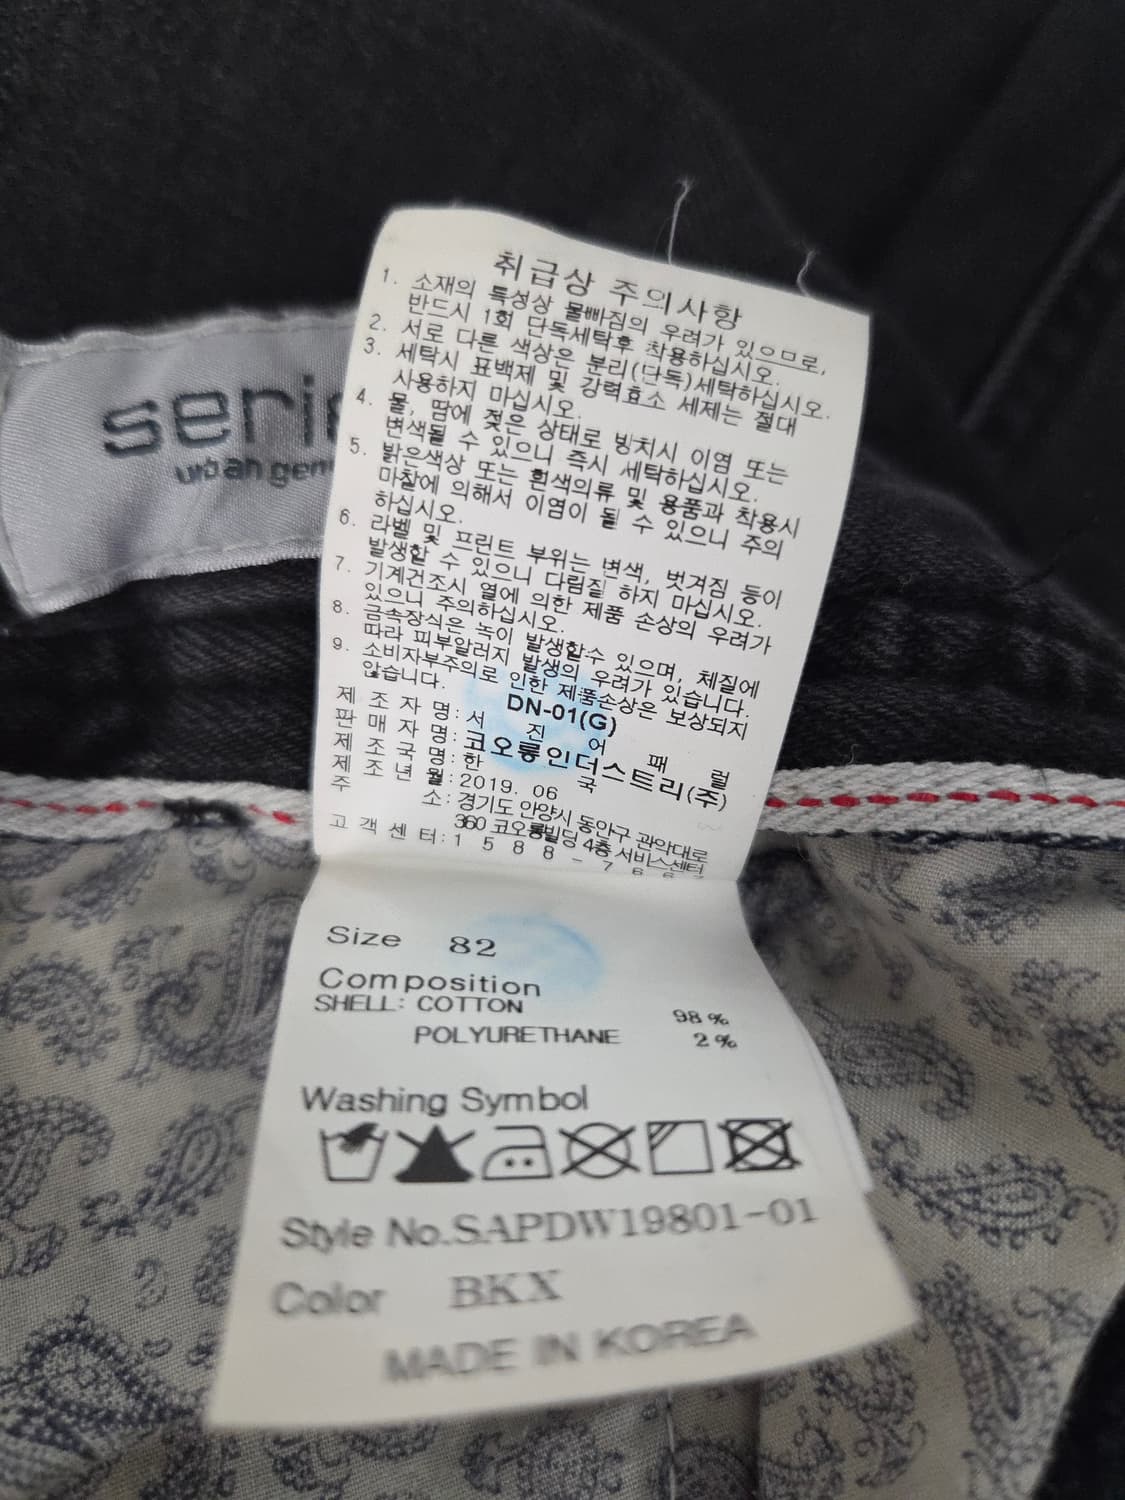 seri
urban gen
취급상 주의사항
1. 소재의 특성상 물빠짐의 우려가 있으므로,
반드시 1회 단독세탁후 착용하십시오.
2. 서로 다른 색상은 분리(단독)세탁하십시오.
3. 세탁시 표백제 및 강력효소 세제는 절대
사용하지 마십시오.
4. 물, 땀에 젖은 상태로 방치시 이염 또는
변색될 수 있으니 즉시 세탁하십시오.
5. 밝은색상 또는 흰색의류 및 용품과 착용시
마찰에 의해서 이염이 될 수 있으니 주의
하십시오.
6. 라벨 및 프린트 부위는 변색, 벗겨짐 등이
발생할 수 있으니 다림질 하지 마십시오.
7. 기계건조시 열에 의한 제품 손상의 우려가
있으니 주의하십시오.
8. 금속장식은 녹이 발생할수 있으며, 체질에
따라 피부알러지 발생의 우려가 있습니다.
9. 소비자부주의로 인한 제품손상은 보상되지
않습니다.
DN-01(G)
제조자명: 서진어패럴
판매자명: 코오롱인더스트리(주)
제조국명: 한국
제조년월: 2019. 06
주소: 경기도 안양시 동안구 관악대로
360 코오롱빌딩 4층 서비스센터
고객센터: 1588-766
Size 82
Composition
SHELL: COTTON 98%
POLYURETHANE 2%
Washing Symbol
Style No.SAPDW19801-01
Color BKX
MADE IN KOREA